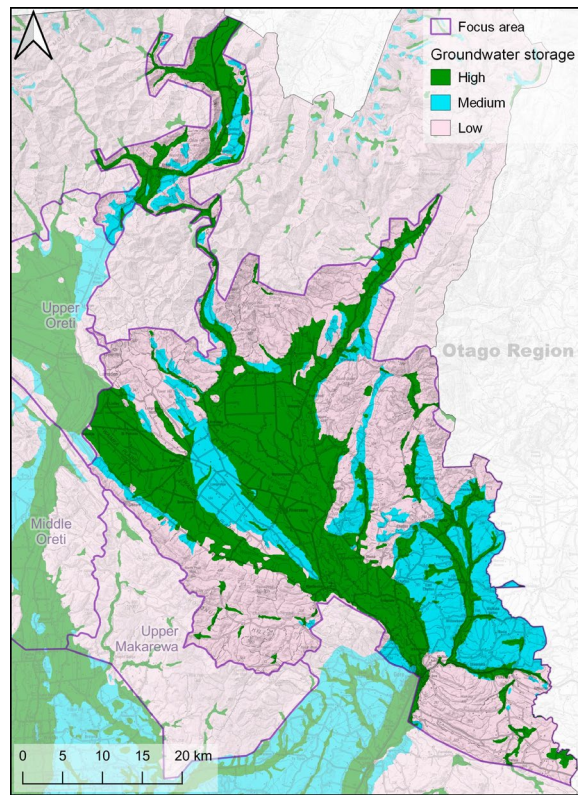 Focus area
Groundwater storage
High
Medium
Low
Upper
Oreti
Otago Region
Middle
Oreti
Upper
Makarewa
0 5 10 15 20 km